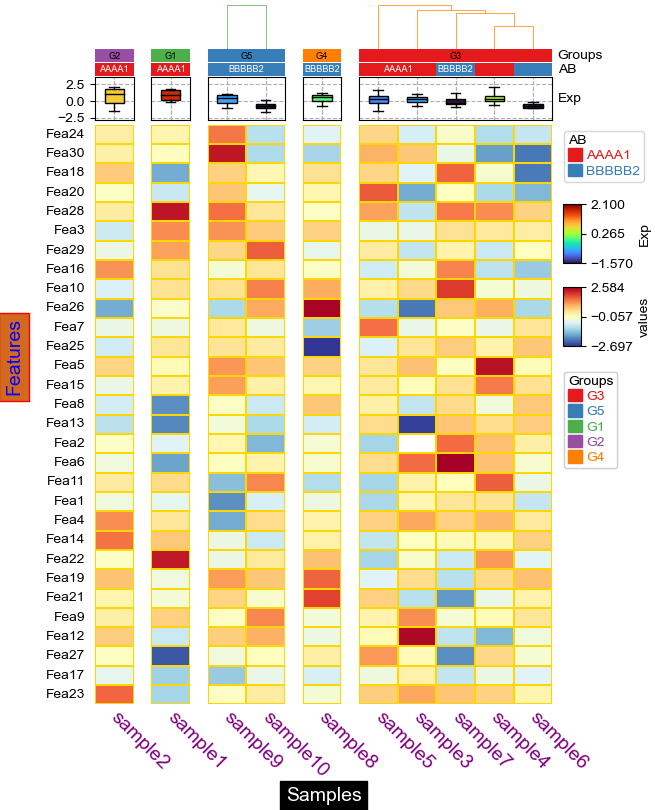 G2 G1 G5 G4 G3 Groups
AAAA1 AAAA1 BBBBB2 BBBBB2 AAAA1 BBBBB2 AB
2.5
0.0 Exp
−2.5
Fea24
Fea30
Fea18
Fea20
Fea28
Fea3
Fea29
Fea16
Fea10
Fea26
Fea7
Fea25
Fea5
Fea15
Fea8
Fea13
Fea2
Fea6
Fea11
Fea1
Fea4
Fea14
Fea22
Fea19
Fea21
Fea9
Fea12
Fea27
Fea17
Fea23
Features
AB
AAAA1
BBBBB2
2.100
0.265
−1.570
Exp
2.584
−0.057
−2.697
values
Groups
G3
G5
G1
G2
G4
sample2 sample1 sample9 sample10 sample8 sample5 sample3 sample7 sample4 sample6
Samples